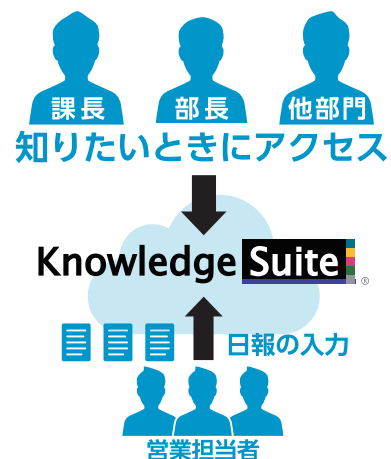 課長 部長 他部門
知りたいときにアクセス
Knowledge Suite ®
日報の入力
営業担当者